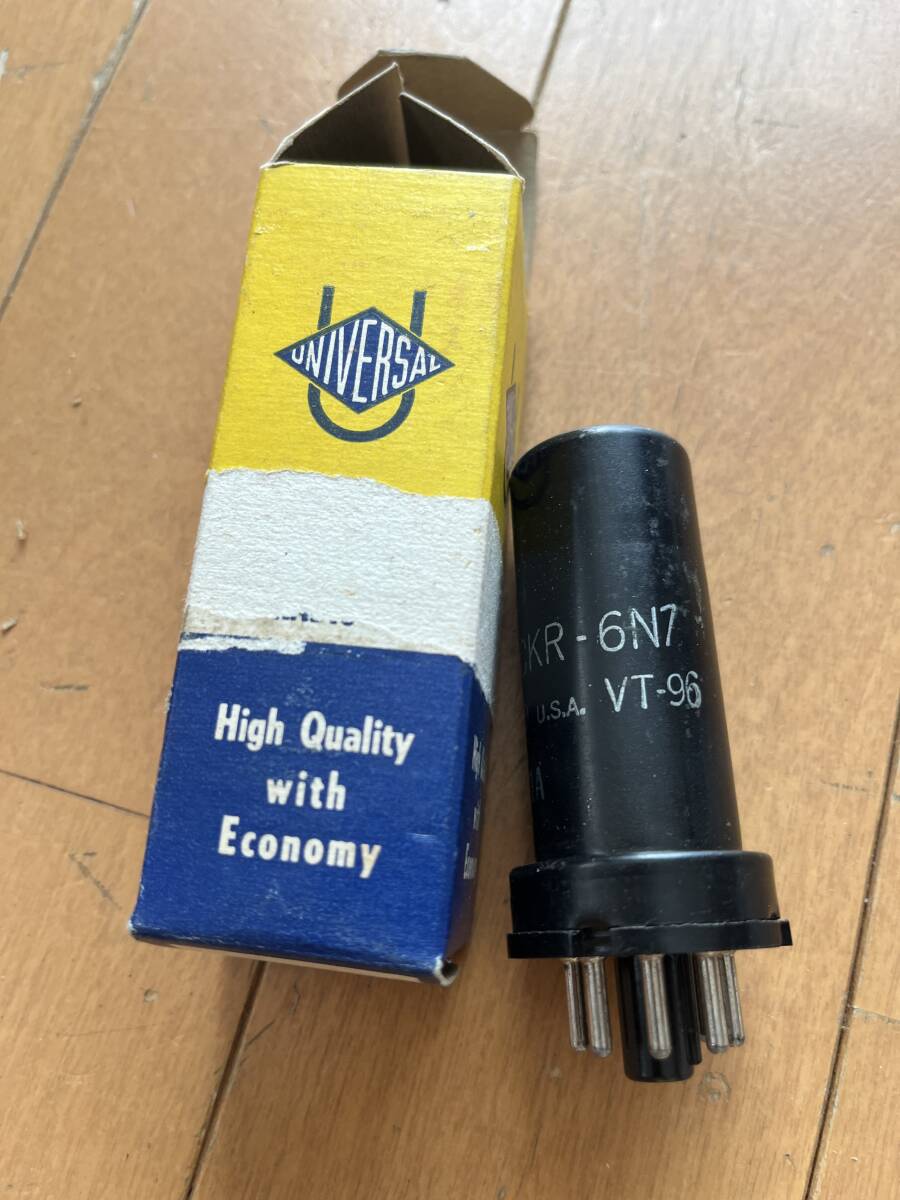 UNIVERSAL
High Quality
with
Economy
KR-6N7
U.S.A. VT-96
A